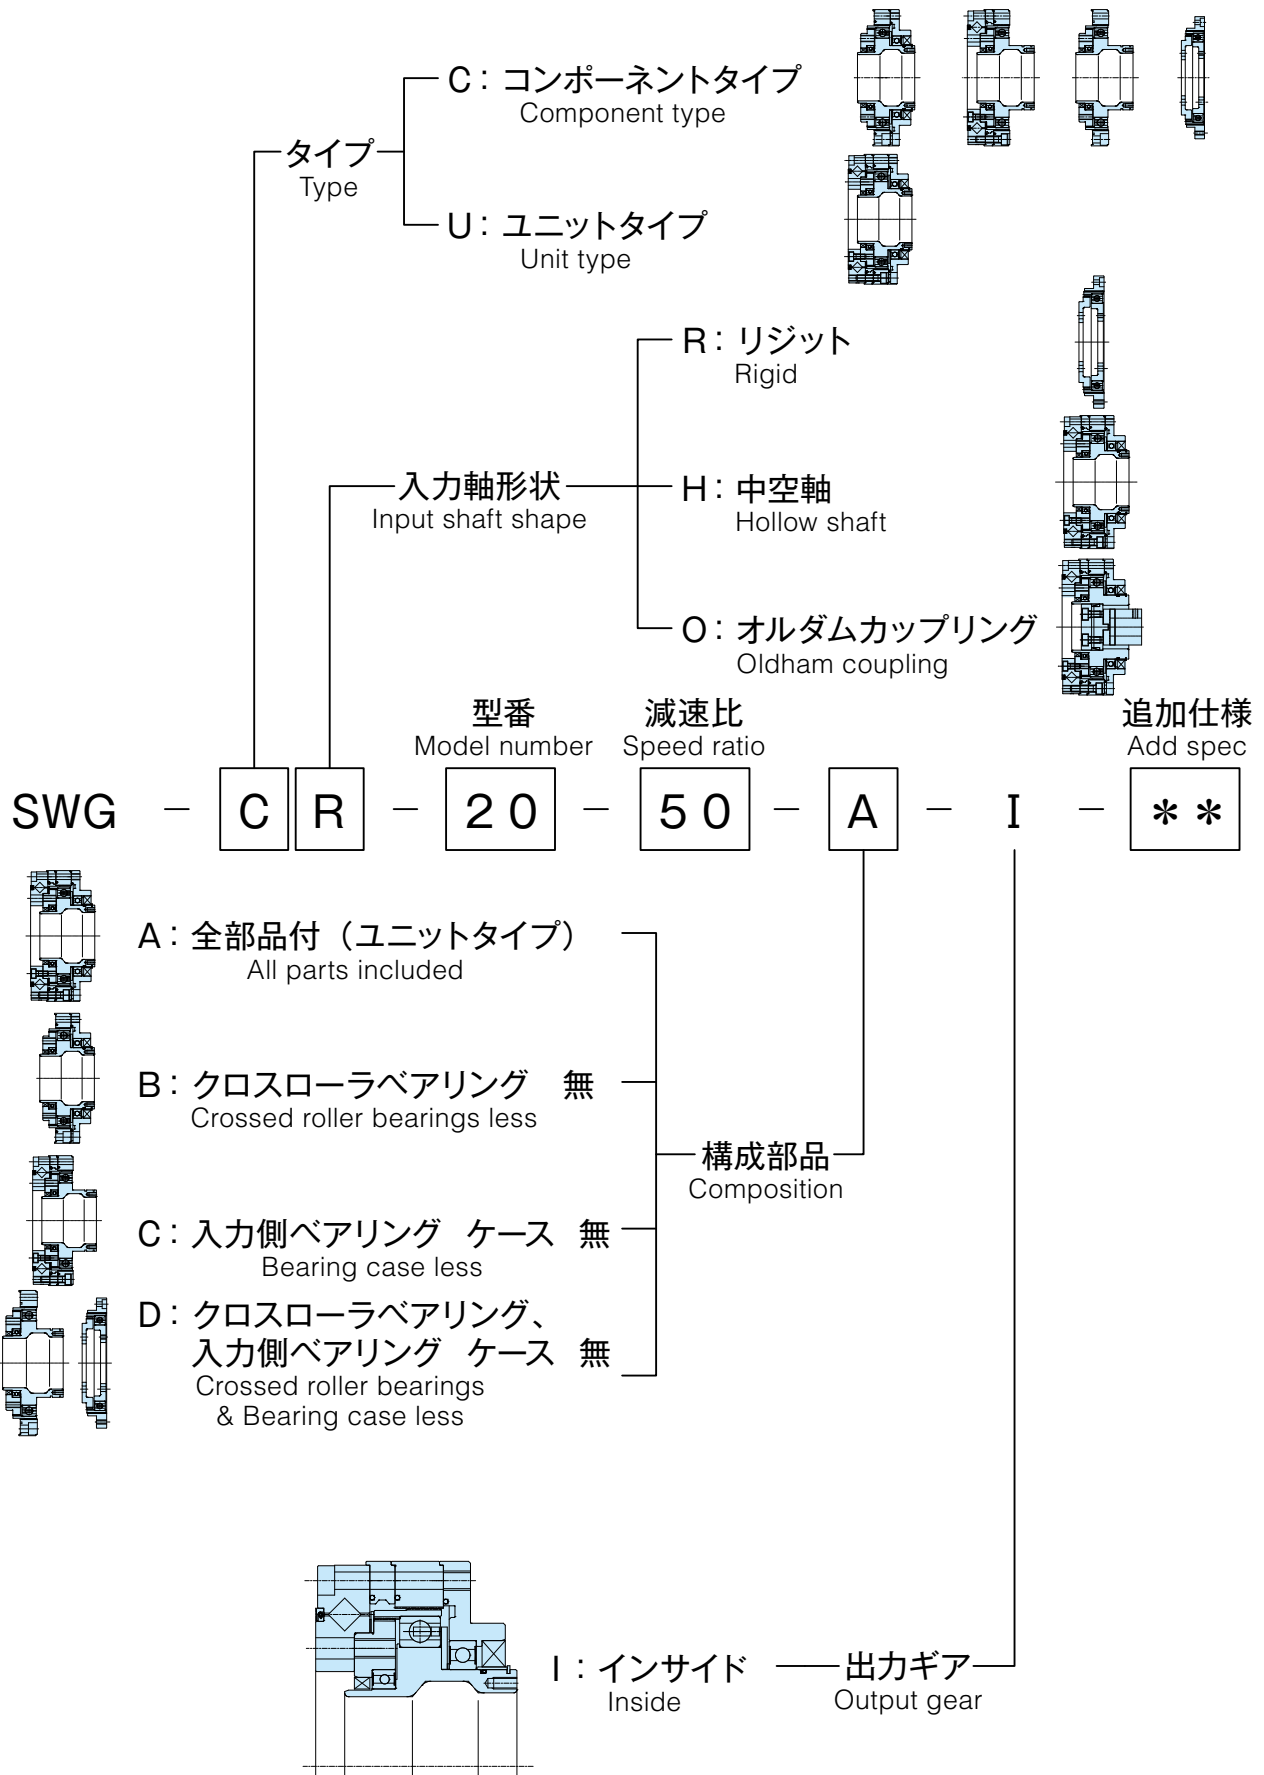 C：コンポーネントタイプ
Component type
タイプ
Type
U：ユニットタイプ
Unit type
R：リジット
Rigid
入力軸形状
Input shaft shape
H：中空軸
Hollow shaft
O：オルダムカップリング
Oldham coupling
型番
Model number
減速比
Speed ratio
追加仕様
Add spec
SWG － C R － 20 － 50 － A － I － ＊＊
A：全部品付（ユニットタイプ）
All parts included
B：クロスローラベアリング　無
Crossed roller bearings less
構成部品
Composition
C：入力側ベアリング　ケース　無
Bearing case less
D：クロスローラベアリング、
入力側ベアリング　ケース　無
Crossed roller bearings
& Bearing case less
I：インサイド
Inside
出力ギア
Output gear